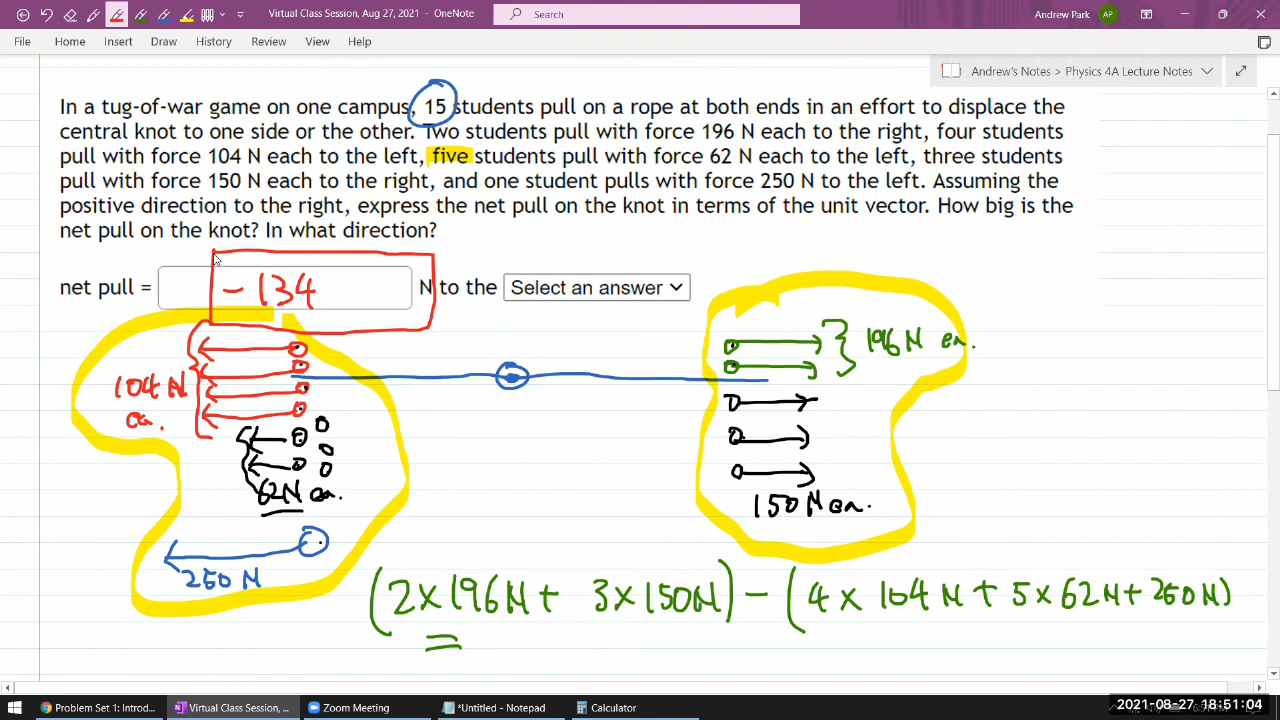 Virtual Class Session, Aug 27, 2021 - OneNote
Search
Andrew Park
AP
File Home Insert Draw History Review View Help
Andrew's Notes > Physics 4A Lecture Notes
In a tug-of-war game on one campus, 15 students pull on a rope at both ends in an effort to displace the
central knot to one side or the other. Two students pull with force 196 N each to the right, four students
pull with force 104 N each to the left, five students pull with force 62 N each to the left, three students
pull with force 150 N each to the right, and one student pulls with force 250 N to the left. Assuming the
positive direction to the right, express the net pull on the knot in terms of the unit vector. How big is the
net pull on the knot? In what direction?
net pull = -134 N to the Select an answer
196 N ea.
104 N
ea.
62N ea.
150 N ea.
250 N
(2 x 196N + 3 x 150N) - (4 x 104 N + 5 x 62N + 250N)
Problem Set 1: Introd... Virtual Class Session,... Zoom Meeting *Untitled - Notepad Calculator
2021-08-27 18:51:04